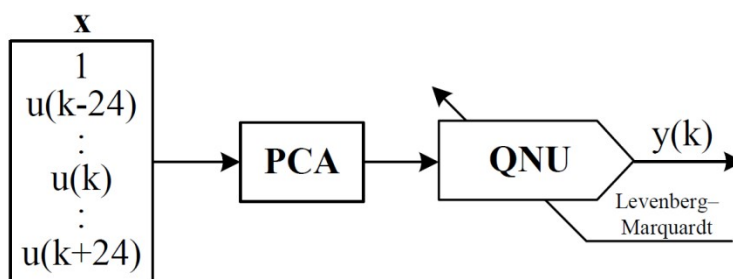 x
1
u(k-24)
:
u(k)
:
u(k+24)
PCA
QNU
y(k)
Levenberg–
Marquardt